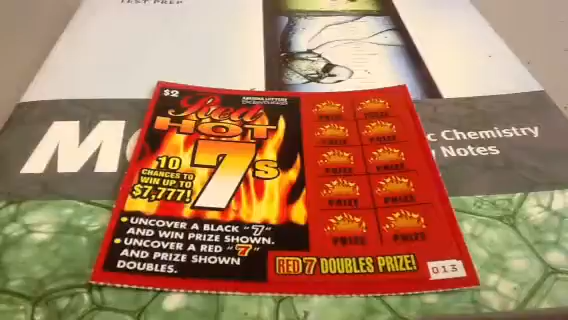 TEST PREP
M
c Chemistry
Notes
$2
ARIZONA LOTTERY
Red
HOT
7s
10
CHANCES TO
WIN UP TO
$7,777!
• UNCOVER A BLACK "7"
AND WIN PRIZE SHOWN.
• UNCOVER A RED "7"
AND PRIZE SHOWN
DOUBLES.
PRIZE PRIZE
PRIZE PRIZE
PRIZE PRIZE
PRIZE PRIZE
PRIZE PRIZE
RED 7 DOUBLES PRIZE!
013